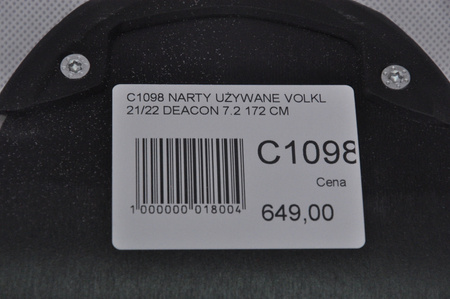 C1098 NARTY UŻYWANE VOLKL
21/22 DEACON 7.2 172 CM
C1098
Cena
1 000000 018004
649,00